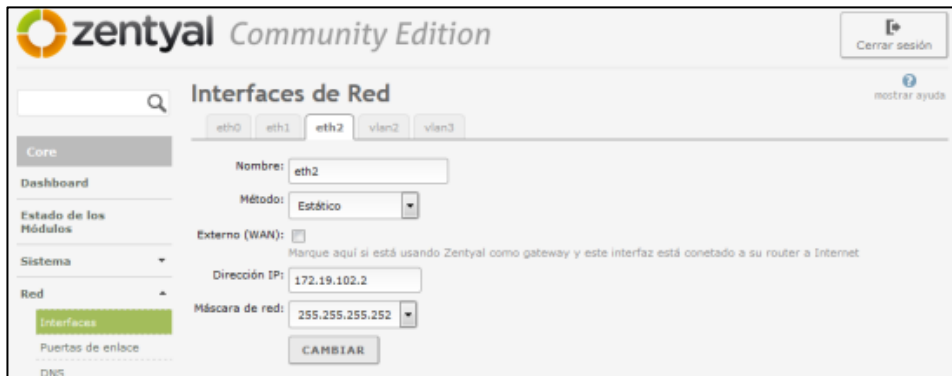 zentyal Community Edition
Cerrar sesión
Interfaces de Red
mostrar ayuda
eth0 eth1 eth2 vlan2 vlan3
Core
Dashboard
Estado de los
Módulos
Sistema
Red
Interfaces
Puertas de enlace
DNS
Nombre: eth2
Método: Estático
Externo (WAN):
Marque aquí si está usando Zentyal como gateway y este interfaz está conetado a su router a Internet
Dirección IP: 172.19.102.2
Máscara de red: 255.255.255.252
CAMBIAR